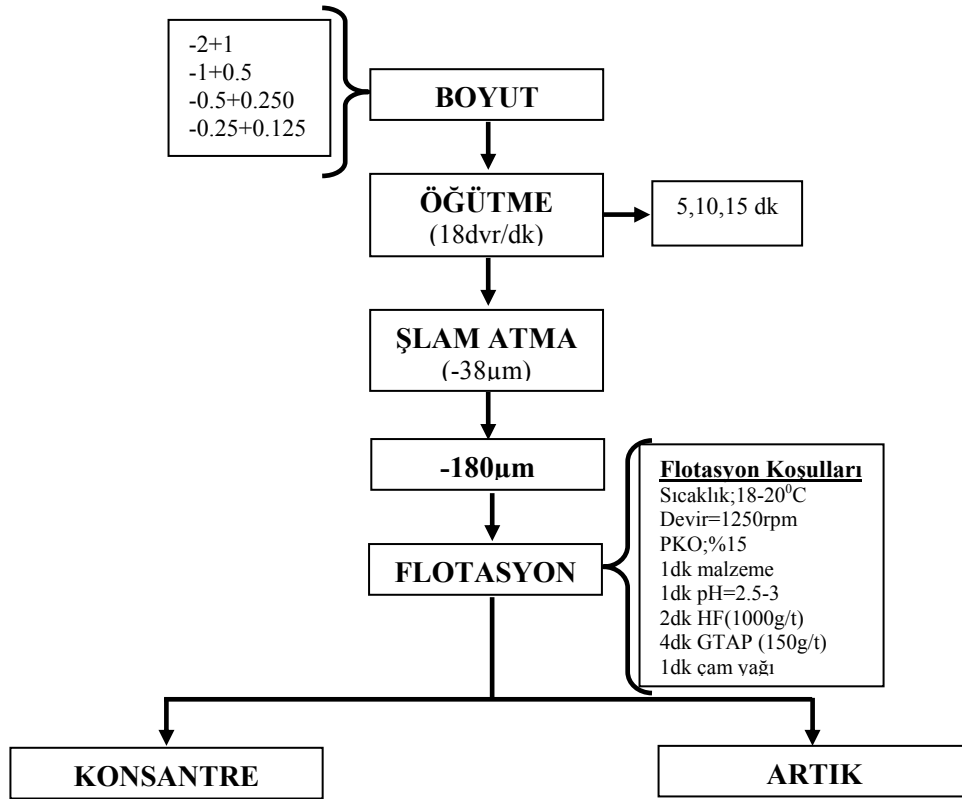 -2+1
-1+0.5
-0.5+0.250
-0.25+0.125
BOYUT
ÖĞÜTME
(18dvr/dk)
5,10,15 dk
ŞLAM ATMA
(-38µm)
-180µm
FLOTASYON
Flotasyon Koşulları
Sıcaklık;18-20⁰C
Devir=1250rpm
PKO;%15
1dk malzeme
1dk pH=2.5-3
2dk HF(1000g/t)
4dk GTAP (150g/t)
1dk çam yağı
KONSANTRE
ARTIK